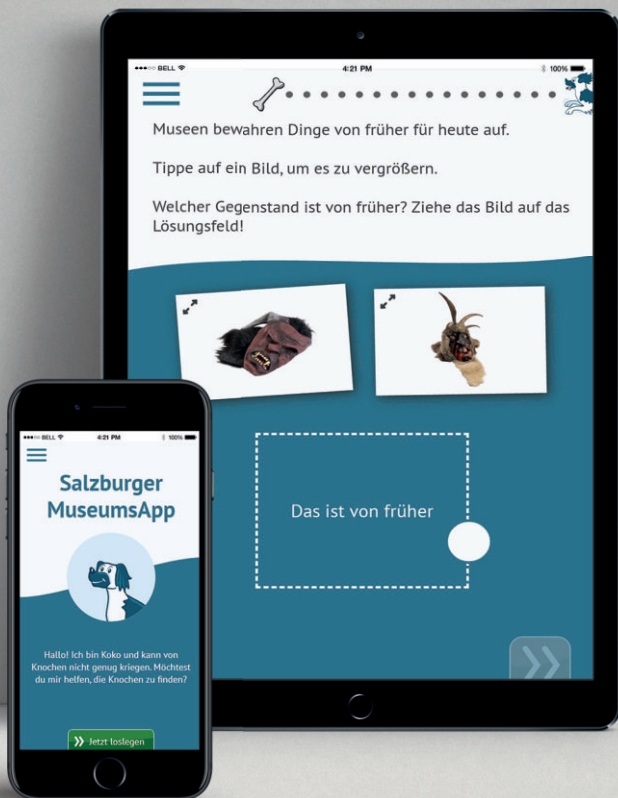 ●●●○○ BELL 4:21 PM 100%
Museen bewahren Dinge von früher für heute auf.
Tippe auf ein Bild, um es zu vergrößern.
Welcher Gegenstand ist von früher? Ziehe das Bild auf das
Lösungsfeld!
Das ist von früher
●●●○○ BELL 4:21 PM 100%
Salzburger
MuseumsApp
Hallo! Ich bin Koko und kann von
Knochen nicht genug kriegen. Möchtest
du mir helfen, die Knochen zu finden?
Jetzt loslegen